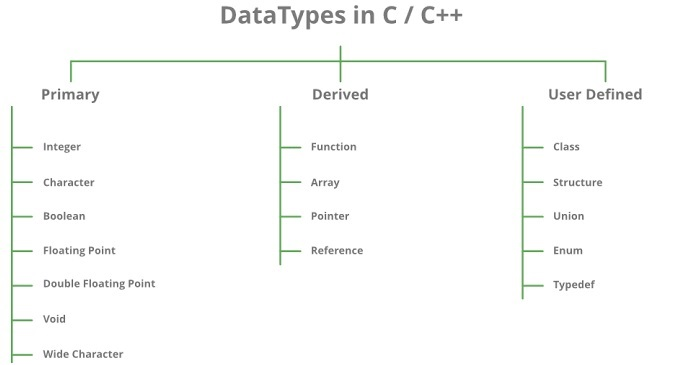 DataTypes in C / C++
Primary
Integer
Character
Boolean
Floating Point
Double Floating Point
Void
Wide Character
Derived
Function
Array
Pointer
Reference
User Defined
Class
Structure
Union
Enum
Typedef